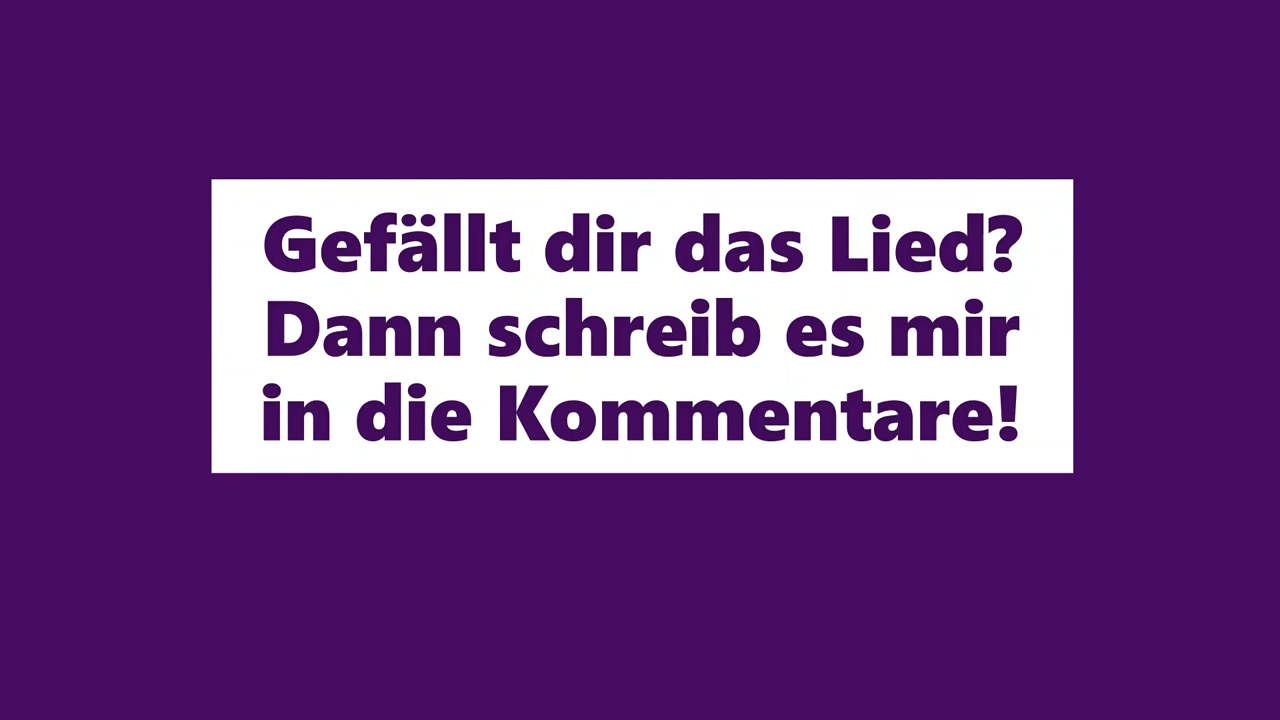 Gefällt dir das Lied?
Dann schreib es mir
in die Kommentare!